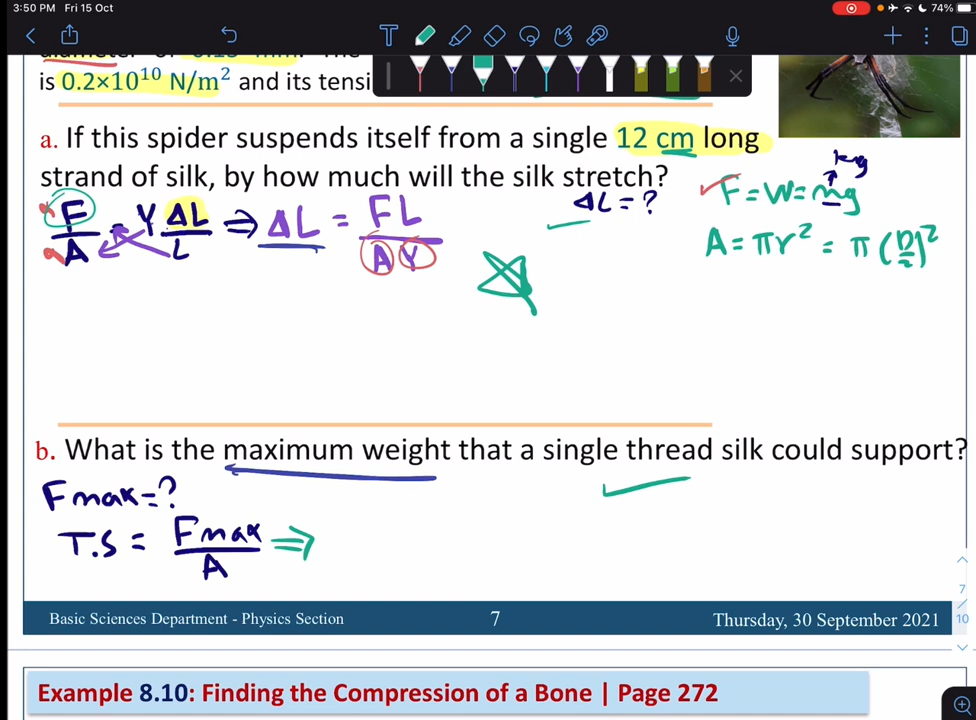 3:50 PM Fri 15 Oct
74%
is 0.2×10¹⁰ N/m² and its tensi
a. If this spider suspends itself from a single 12 cm long
strand of silk, by how much will the silk stretch?
ΔL = ?
kg
F = W = mg
F/A = Y ΔL/L ⇒ ΔL = FL/AY
A = πr² = π(D/2)²
b. What is the maximum weight that a single thread silk could support?
Fmax = ?
T.S = Fmax/A ⇒
7
/
10
Basic Sciences Department - Physics Section
7
Thursday, 30 September 2021
Example 8.10: Finding the Compression of a Bone | Page 272